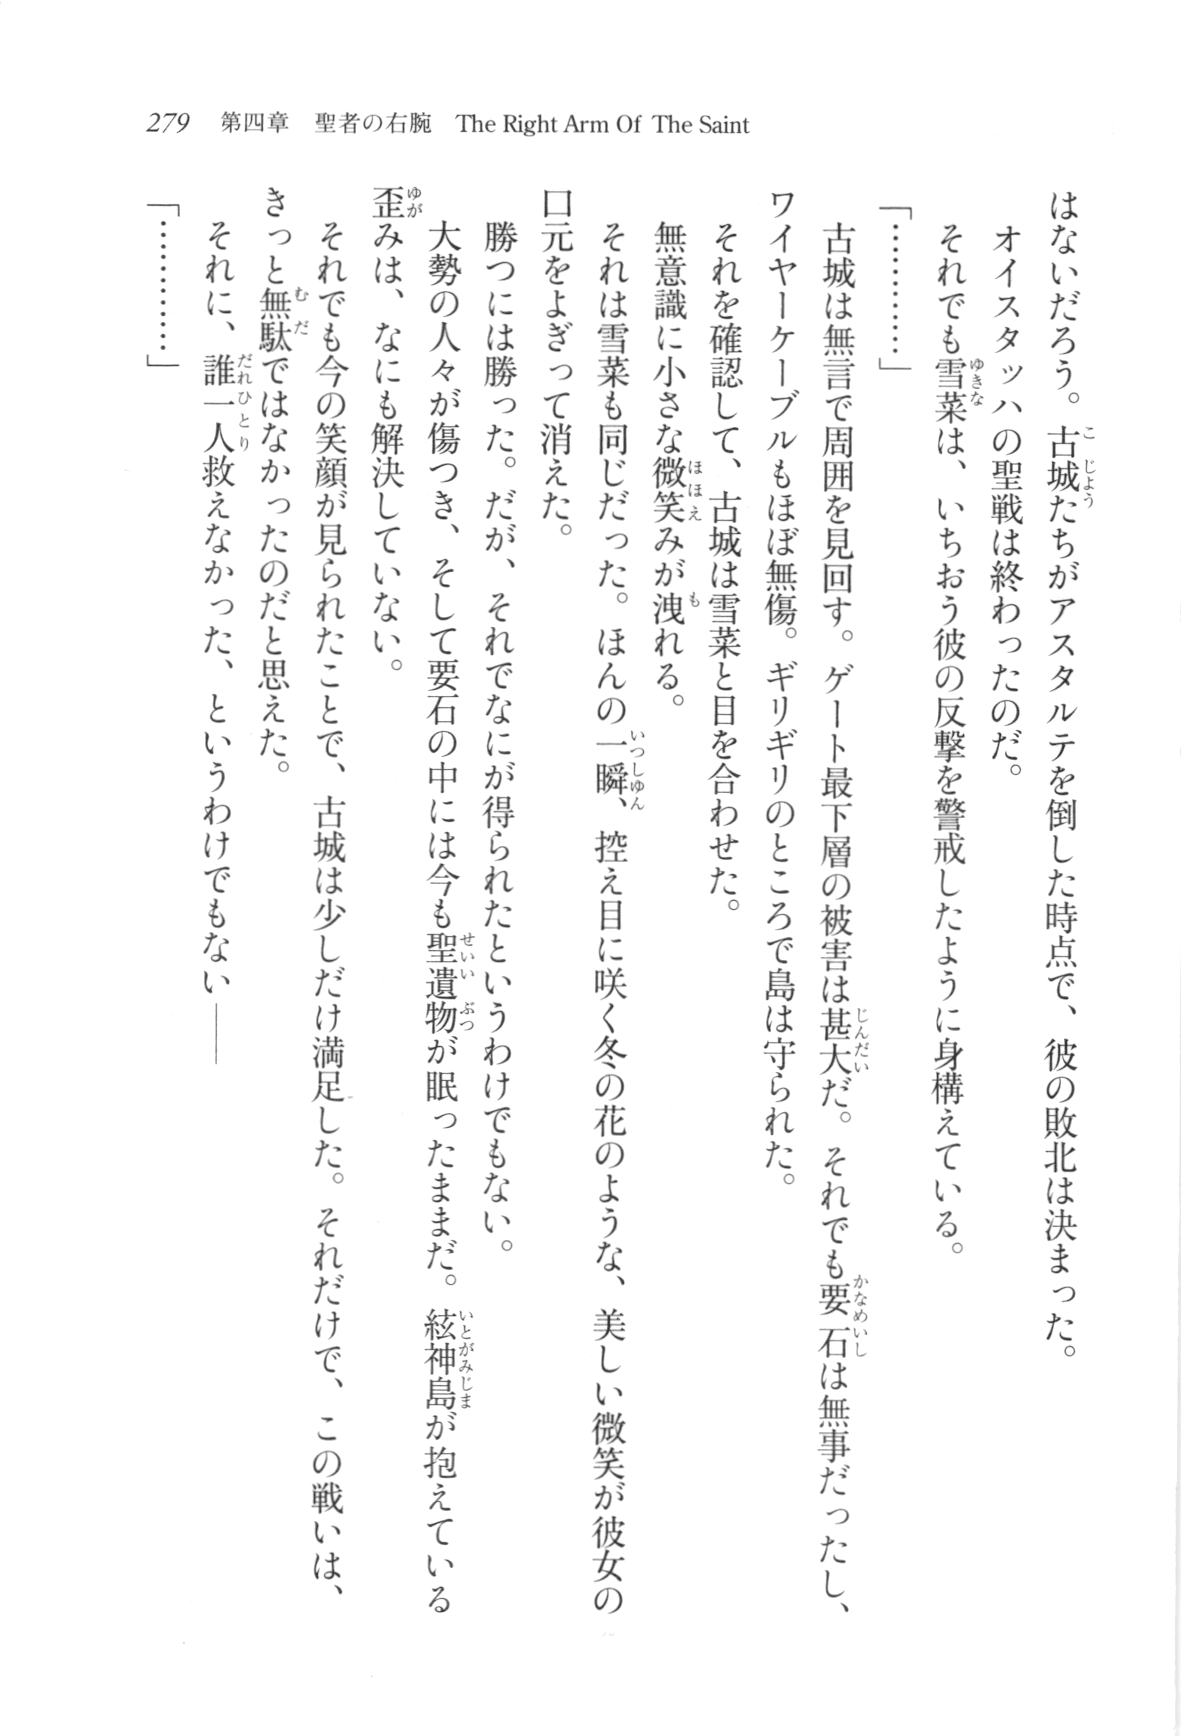 279　第四章　聖者の右腕　The Right Arm Of The Saint
はないだろう。古城たちがアスタルテを倒した時点で、彼の敗北は決まった。
オイスタッハの聖戦は終わったのだ。
それでも雪菜は、いちおう彼の反撃を警戒したように身構えている。
「…………」
古城は無言で周囲を見回す。ゲート最下層の被害は甚大だ。それでも要石は無事だったし、
ワイヤーケーブルもほぼ無傷。ギリギリのところで島は守られた。
それを確認して、古城は雪菜と目を合わせた。
無意識に小さな微笑みが洩れる。
それは雪菜も同じだった。ほんの一瞬、控え目に咲く冬の花のような、美しい微笑が彼女の
口元をよぎって消えた。
勝つには勝った。だが、それでなにが得られたというわけでもない。
大勢の人々が傷つき、そして要石の中には今も聖遺物が眠ったままだ。絃神島が抱えている
歪みは、なにも解決していない。
それでも今の笑顔が見られたことで、古城は少しだけ満足した。それだけで、この戦いは、
きっと無駄ではなかったのだと思えた。
それに、誰一人救えなかった、というわけでもない――
「…………」